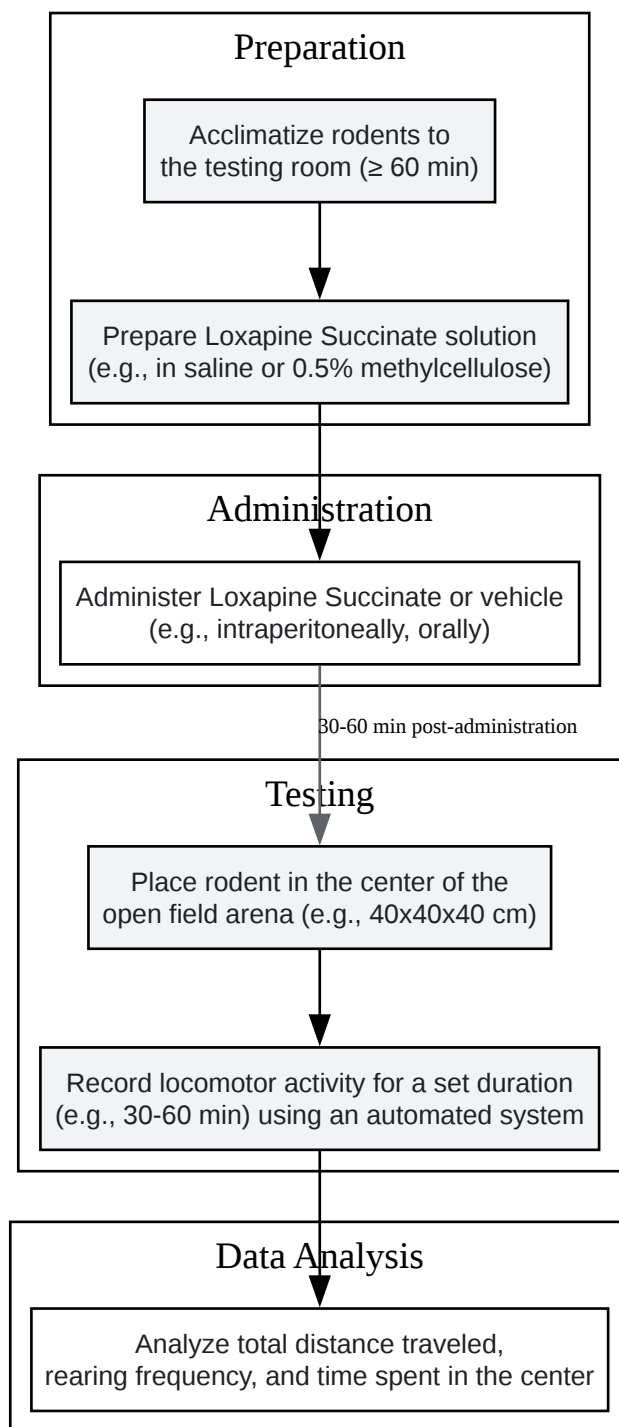 Preparation
Acclimatize rodents to
the testing room (≥ 60 min)
Prepare Loxapine Succinate solution
(e.g., in saline or 0.5% methylcellulose)
Administration
Administer Loxapine Succinate or vehicle
(e.g., intraperitoneally, orally)
30-60 min post-administration
Testing
Place rodent in the center of the
open field arena (e.g., 40x40x40 cm)
Record locomotor activity for a set duration
(e.g., 30-60 min) using an automated system
Data Analysis
Analyze total distance traveled,
rearing frequency, and time spent in the center